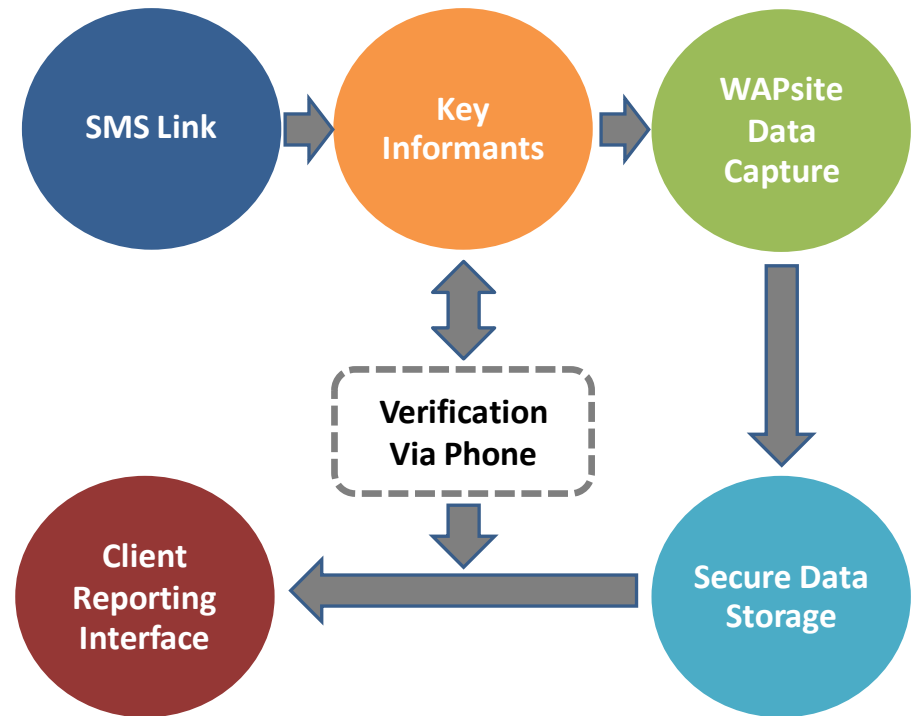 SMS Link
Key
Informants
WAPsite
Data
Capture
Verification
Via Phone
Client
Reporting
Interface
Secure Data
Storage